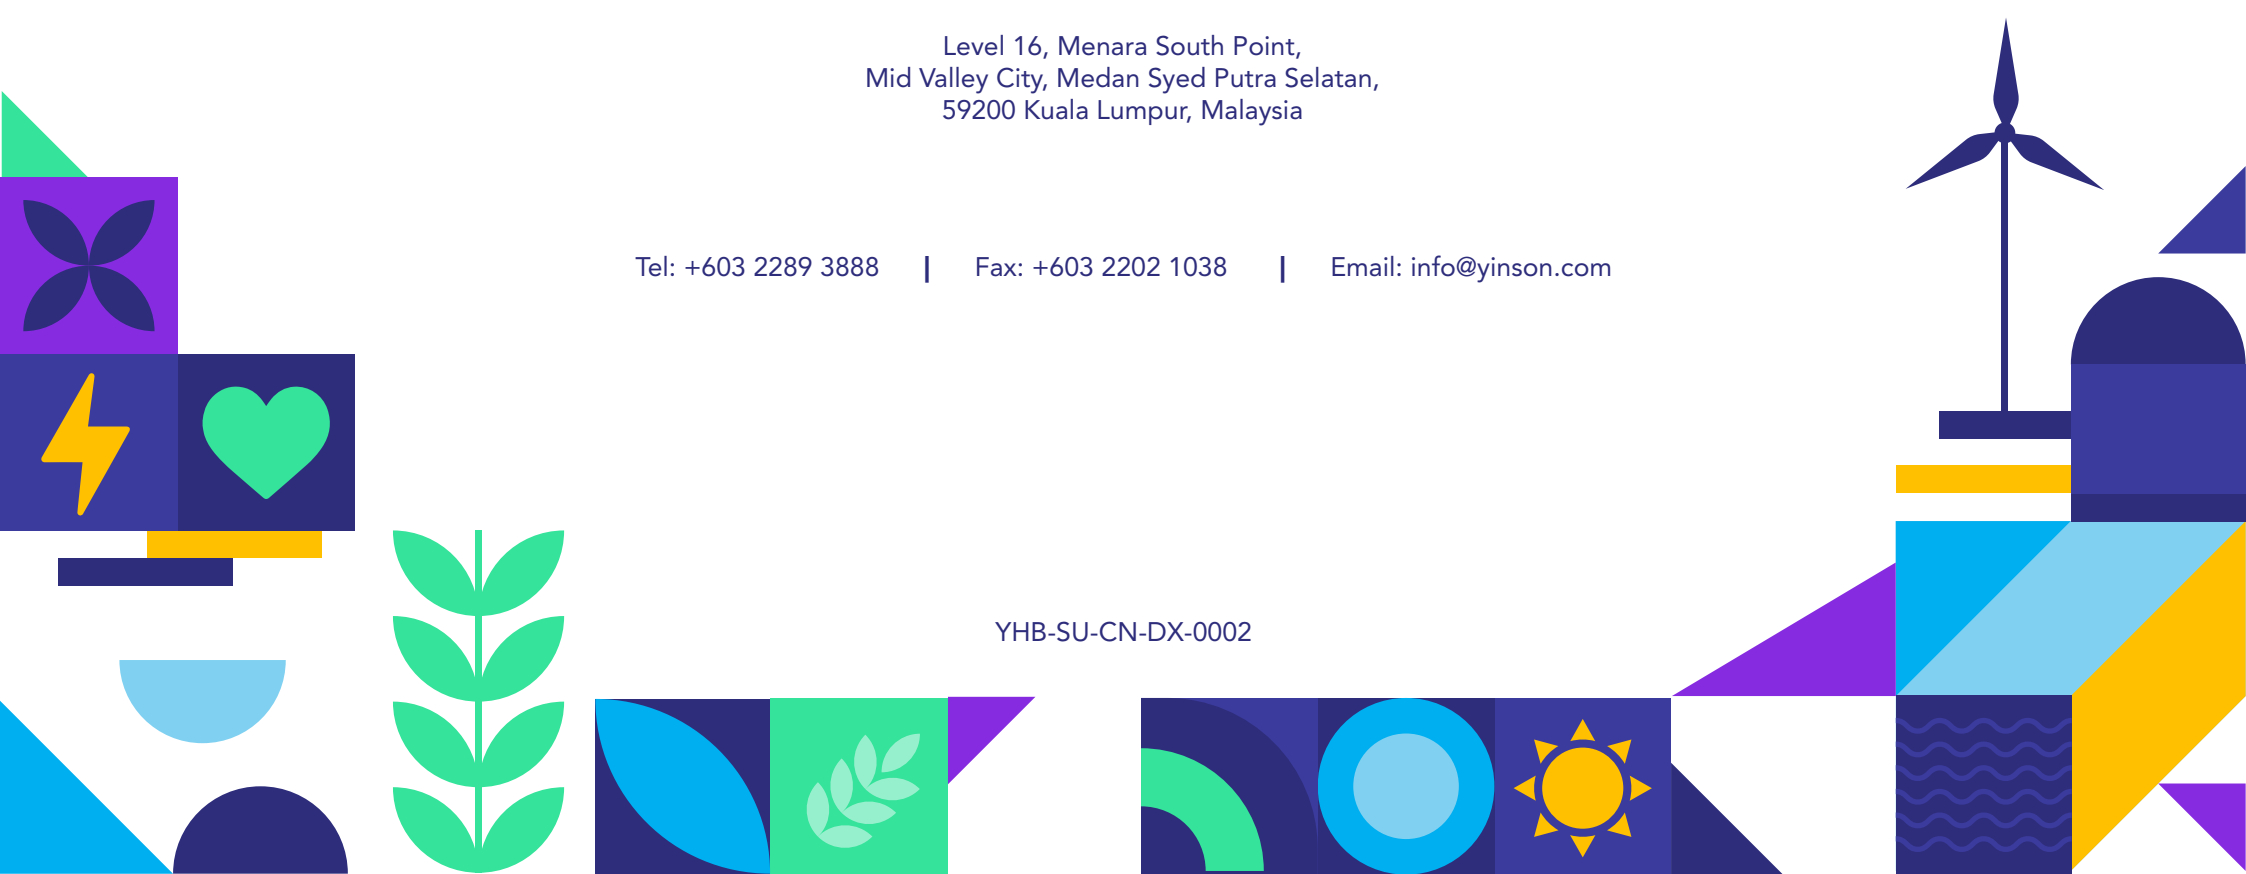 Level 16, Menara South Point,
Mid Valley City, Medan Syed Putra Selatan,
59200 Kuala Lumpur, Malaysia
Tel: +603 2289 3888 | Fax: +603 2202 1038 | Email: info@yinson.com
YHB-SU-CN-DX-0002